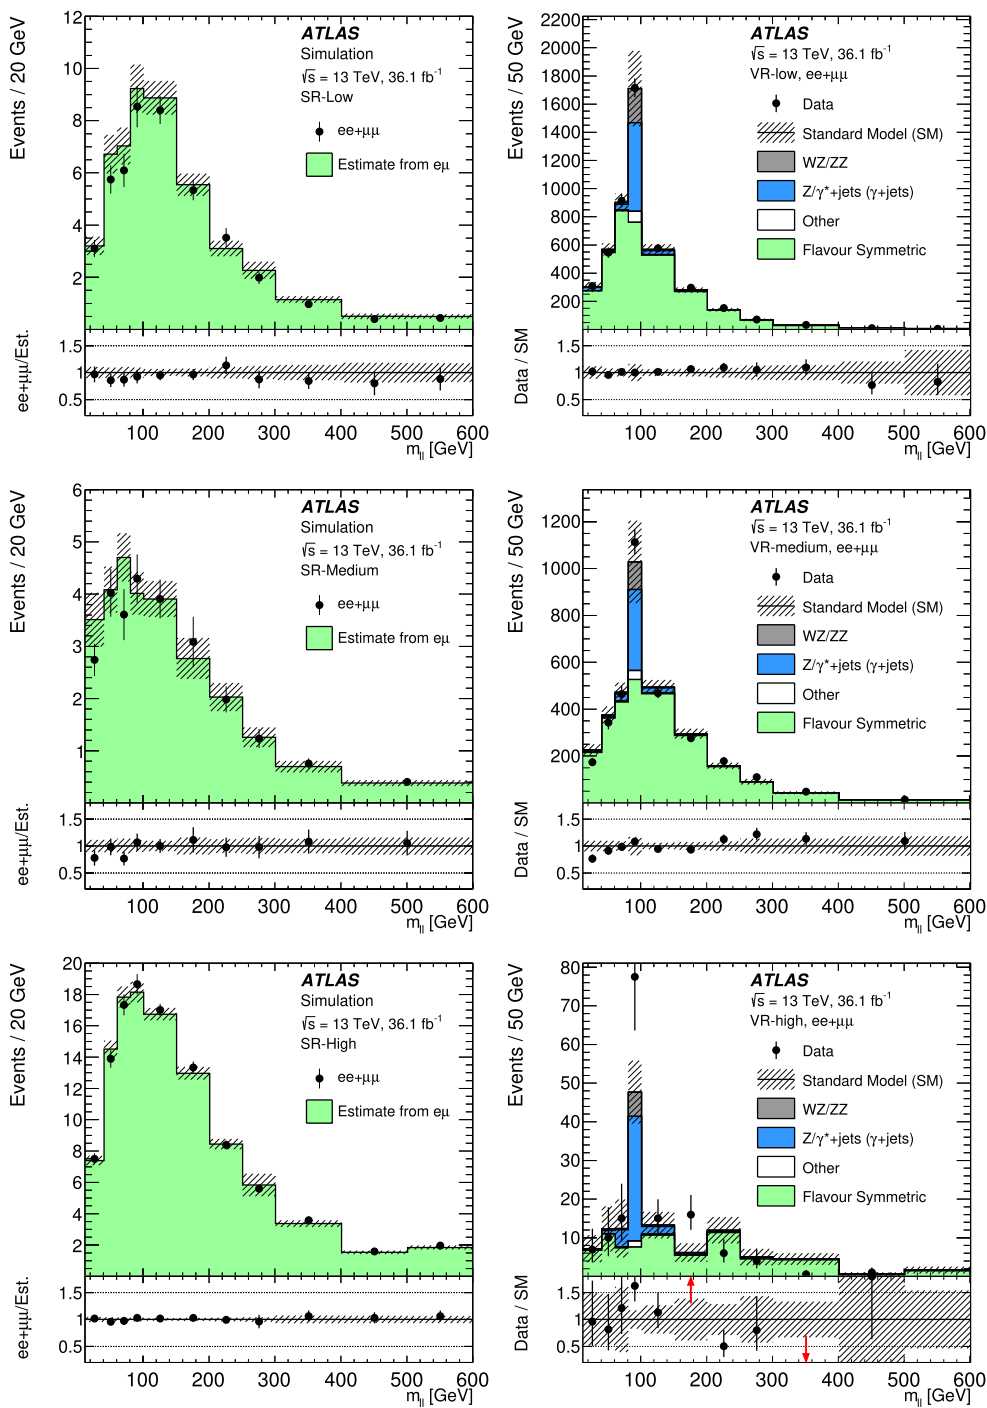 Events / 20 GeV
12
10
8
6
4
2
ATLAS
Simulation
√s = 13 TeV, 36.1 fb⁻¹
SR-Low
ee+μμ
Estimate from eμ
ee+μμ/Est.
1.5
1
0.5
100 200 300 400 500 600
m_ll [GeV]
Events / 50 GeV
2200
2000
1800
1600
1400
1200
1000
800
600
400
200
ATLAS
√s = 13 TeV, 36.1 fb⁻¹
VR-low, ee+μμ
Data
Standard Model (SM)
WZ/ZZ
Z/γ*+jets (γ+jets)
Other
Flavour Symmetric
Data / SM
1.5
1
0.5
100 200 300 400 500 600
m_ll [GeV]
Events / 20 GeV
6
5
4
3
2
1
ATLAS
Simulation
√s = 13 TeV, 36.1 fb⁻¹
SR-Medium
ee+μμ
Estimate from eμ
ee+μμ/Est.
1.5
1
0.5
100 200 300 400 500 600
m_ll [GeV]
Events / 50 GeV
1200
1000
800
600
400
200
ATLAS
√s = 13 TeV, 36.1 fb⁻¹
VR-medium, ee+μμ
Data
Standard Model (SM)
WZ/ZZ
Z/γ*+jets (γ+jets)
Other
Flavour Symmetric
Data / SM
1.5
1
0.5
100 200 300 400 500 600
m_ll [GeV]
Events / 20 GeV
20
18
16
14
12
10
8
6
4
2
ATLAS
Simulation
√s = 13 TeV, 36.1 fb⁻¹
SR-High
ee+μμ
Estimate from eμ
ee+μμ/Est.
1.5
1
0.5
100 200 300 400 500 600
m_ll [GeV]
Events / 50 GeV
80
70
60
50
40
30
20
10
ATLAS
√s = 13 TeV, 36.1 fb⁻¹
VR-high, ee+μμ
Data
Standard Model (SM)
WZ/ZZ
Z/γ*+jets (γ+jets)
Other
Flavour Symmetric
Data / SM
1.5
1
0.5
100 200 300 400 500 600
m_ll [GeV]